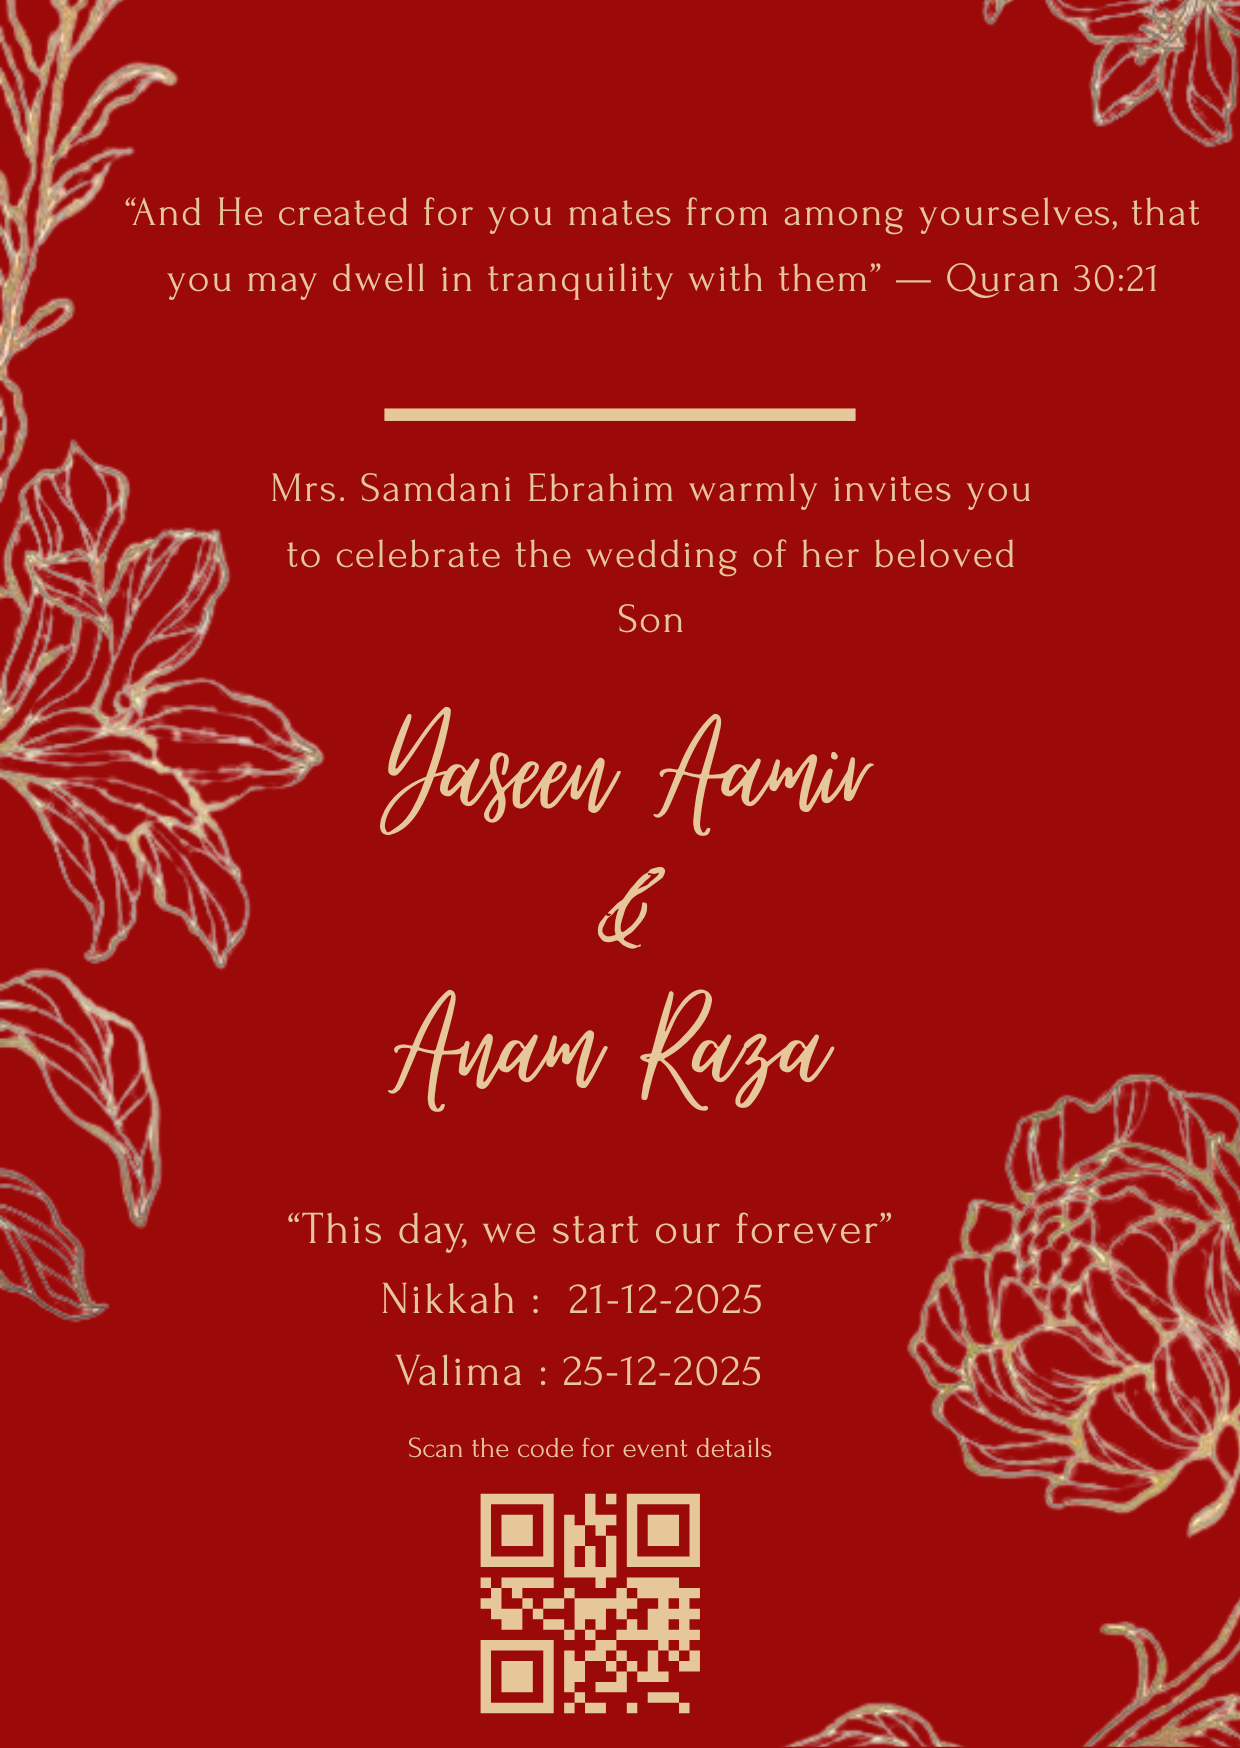 “And He created for you mates from among yourselves, that
you may dwell in tranquility with them” — Quran 30:21
Mrs. Samdani Ebrahim warmly invites you
to celebrate the wedding of her beloved
Son
Yaseen Aamir
&
Anam Raza
“This day, we start our forever”
Nikkah :  21-12-2025
Valima : 25-12-2025
Scan the code for event details